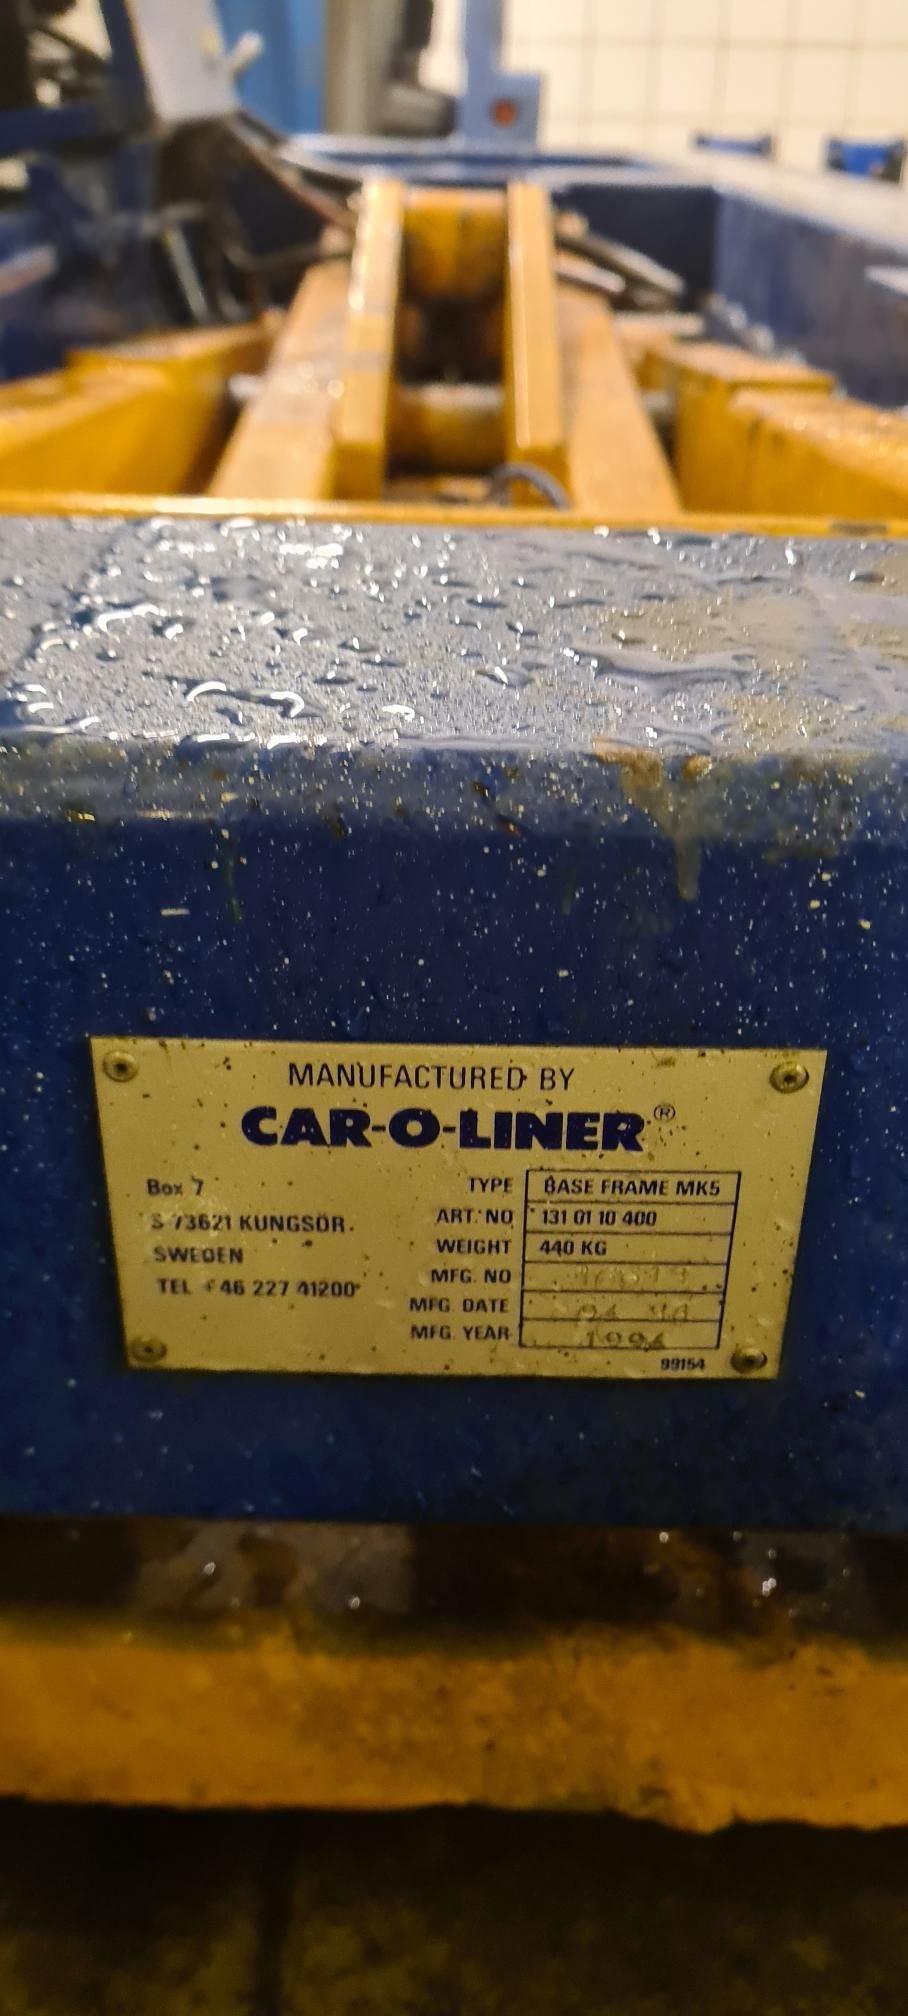 MANUFACTURED BY
CAR-O-LINER®
Box 7
S-73621 KUNGSÖR.
SWEDEN
TEL +46 227 41200
TYPE BASE FRAME MK5
ART. NO 131 01 10 400
WEIGHT 440 KG
MFG. NO
MFG. DATE
MFG. YEAR
99154